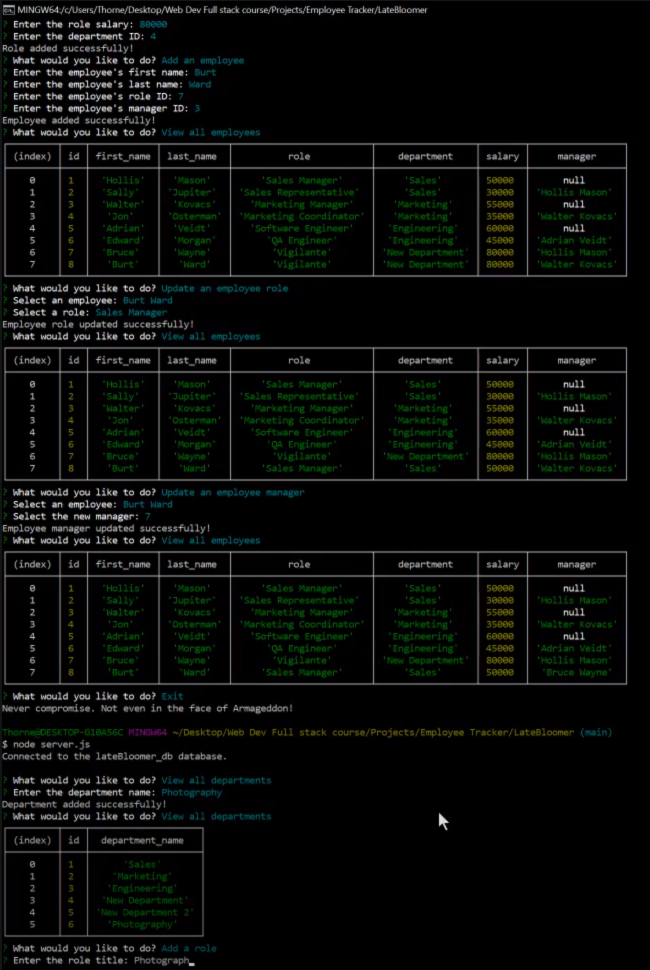 MINGW64:/c/Users/Thorne/Desktop/Web Dev Full stack course/Projects/Employee Tracker/LateBloomer
? Enter the role salary: 80000
? Enter the department ID: 4
Role added successfully!
? What would you like to do? Add an employee
? Enter the employee's first name: Burt
? Enter the employee's last name: Ward
? Enter the employee's role ID: 7
? Enter the employee's manager ID: 3
Employee added successfully!
? What would you like to do? View all employees
(index) id first_name last_name role department salary manager
0 1 'Hollis' 'Mason' 'Sales Manager' 'Sales' 50000 null
1 2 'Sally' 'Jupiter' 'Sales Representative' 'Sales' 30000 'Hollis Mason'
2 3 'Walter' 'Kovacs' 'Marketing Manager' 'Marketing' 55000 null
3 4 'Jon' 'Osterman' 'Marketing Coordinator' 'Marketing' 35000 'Walter Kovacs'
4 5 'Adrian' 'Veidt' 'Software Engineer' 'Engineering' 60000 null
5 6 'Edward' 'Morgan' 'QA Engineer' 'Engineering' 45000 'Adrian Veidt'
6 7 'Bruce' 'Wayne' 'Vigilante' 'New Department' 80000 'Hollis Mason'
7 8 'Burt' 'Ward' 'Vigilante' 'New Department' 80000 'Walter Kovacs'
? What would you like to do? Update an employee role
? Select an employee: Burt Ward
? Select a role: Sales Manager
Employee role updated successfully!
? What would you like to do? View all employees
(index) id first_name last_name role department salary manager
0 1 'Hollis' 'Mason' 'Sales Manager' 'Sales' 50000 null
1 2 'Sally' 'Jupiter' 'Sales Representative' 'Sales' 30000 'Hollis Mason'
2 3 'Walter' 'Kovacs' 'Marketing Manager' 'Marketing' 55000 null
3 4 'Jon' 'Osterman' 'Marketing Coordinator' 'Marketing' 35000 'Walter Kovacs'
4 5 'Adrian' 'Veidt' 'Software Engineer' 'Engineering' 60000 null
5 6 'Edward' 'Morgan' 'QA Engineer' 'Engineering' 45000 'Adrian Veidt'
6 7 'Bruce' 'Wayne' 'Vigilante' 'New Department' 80000 'Hollis Mason'
7 8 'Burt' 'Ward' 'Sales Manager' 'Sales' 50000 'Walter Kovacs'
? What would you like to do? Update an employee manager
? Select an employee: Burt Ward
? Select the new manager: 7
Employee manager updated successfully!
? What would you like to do? View all employees
(index) id first_name last_name role department salary manager
0 1 'Hollis' 'Mason' 'Sales Manager' 'Sales' 50000 null
1 2 'Sally' 'Jupiter' 'Sales Representative' 'Sales' 30000 'Hollis Mason'
2 3 'Walter' 'Kovacs' 'Marketing Manager' 'Marketing' 55000 null
3 4 'Jon' 'Osterman' 'Marketing Coordinator' 'Marketing' 35000 'Walter Kovacs'
4 5 'Adrian' 'Veidt' 'Software Engineer' 'Engineering' 60000 null
5 6 'Edward' 'Morgan' 'QA Engineer' 'Engineering' 45000 'Adrian Veidt'
6 7 'Bruce' 'Wayne' 'Vigilante' 'New Department' 80000 'Hollis Mason'
7 8 'Burt' 'Ward' 'Sales Manager' 'Sales' 50000 'Bruce Wayne'
? What would you like to do? Exit
Never compromise. Not even in the face of Armageddon!
Thorne@DESKTOP-G10A56C MINGW64 ~/Desktop/Web Dev Full stack course/Projects/Employee Tracker/LateBloomer (main)
$ node server.js
Connected to the lateBloomer_db database.
? What would you like to do? View all departments
? Enter the department name: Photography
Department added successfully!
? What would you like to do? View all departments
(index) id department_name
0 1 'Sales'
1 2 'Marketing'
2 3 'Engineering'
3 4 'New Department'
4 5 'New Department 2'
5 6 'Photography'
? What would you like to do? Add a role
? Enter the role title: Photograph